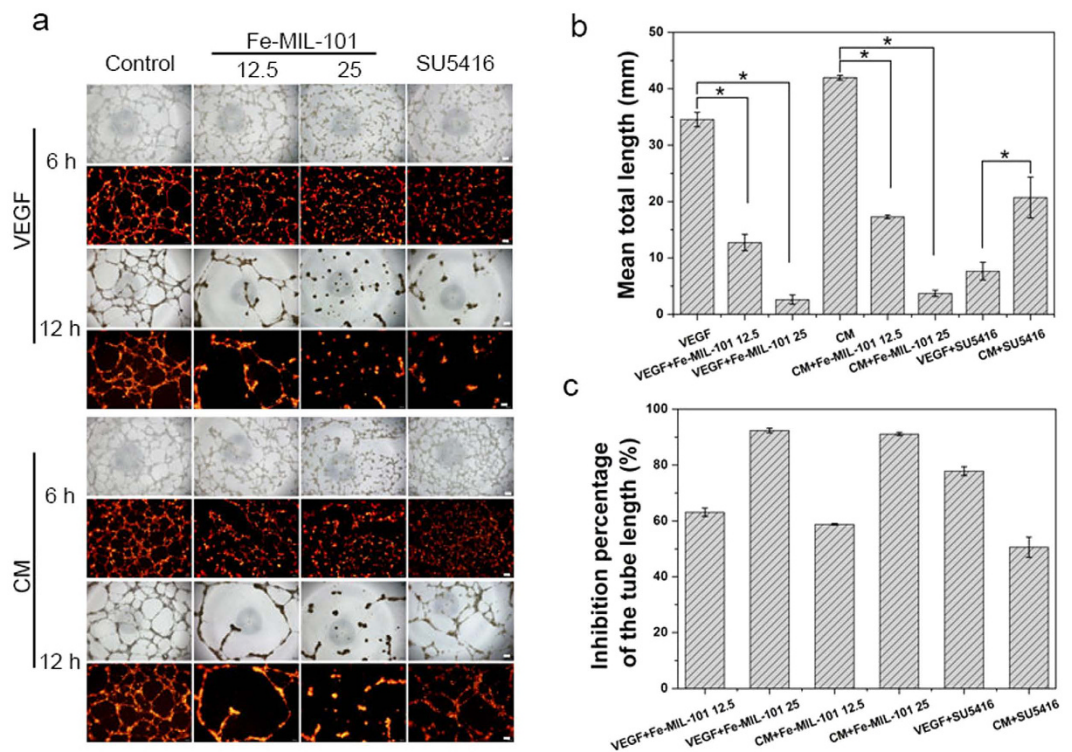 a
Fe-MIL-101
Control 12.5 25 SU5416
6 h
VEGF
12 h
6 h
CM
12 h
b
Mean total length (mm)
50
40
30
20
10
0
* * * * *
VEGF
VEGF+Fe-MIL-101 12.5
VEGF+Fe-MIL-101 25
CM
CM+Fe-MIL-101 12.5
CM+Fe-MIL-101 25
VEGF+SU5416
CM+SU5416
c
Inhibition percentage
of the tube length (%)
100
80
60
40
20
0
VEGF+Fe-MIL-101 12.5
VEGF+Fe-MIL-101 25
CM+Fe-MIL-101 12.5
CM+Fe-MIL-101 25
VEGF+SU5416
CM+SU5416